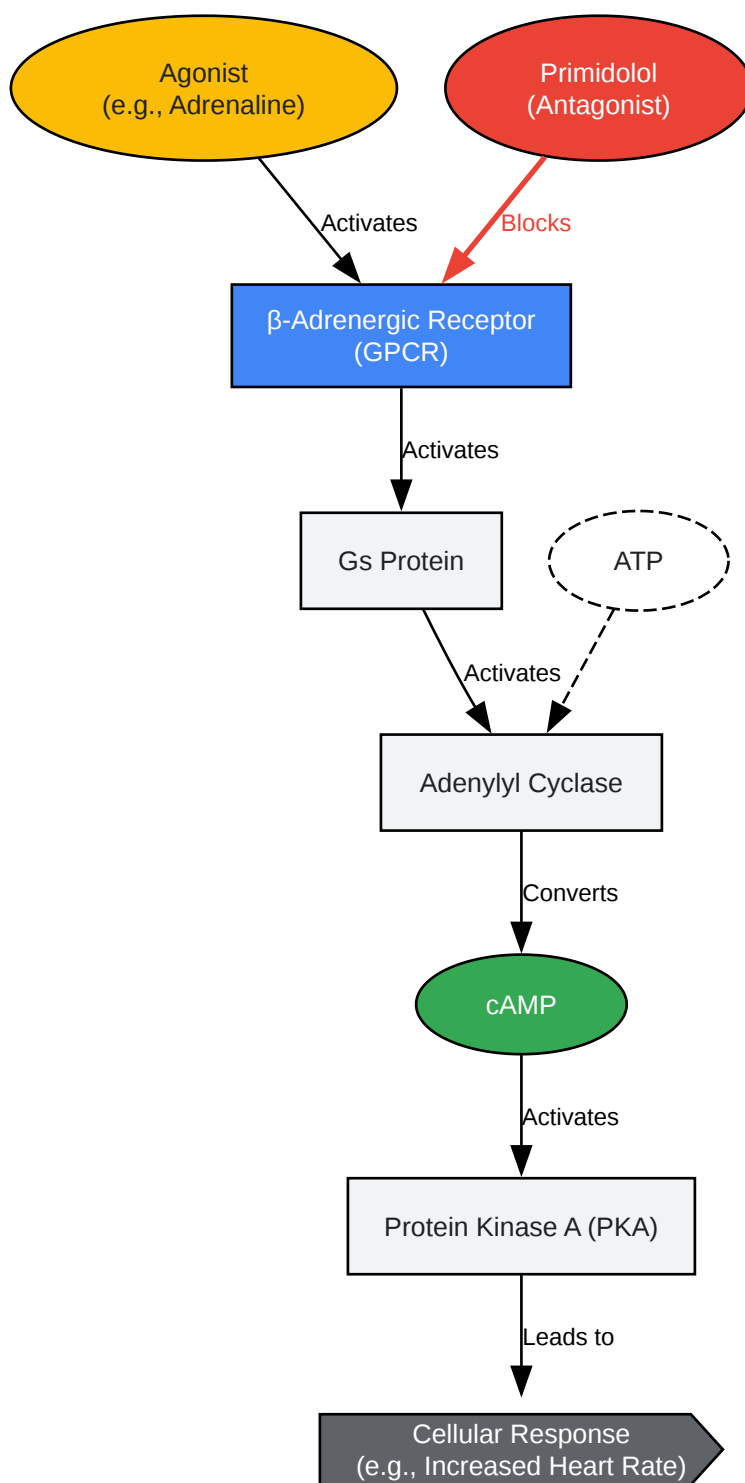 Agonist
(e.g., Adrenaline)
Primidolol
(Antagonist)
Activates
Blocks
β-Adrenergic Receptor
(GPCR)
Activates
Gs Protein
ATP
Activates
Adenylyl Cyclase
Converts
cAMP
Activates
Protein Kinase A (PKA)
Leads to
Cellular Response
(e.g., Increased Heart Rate)